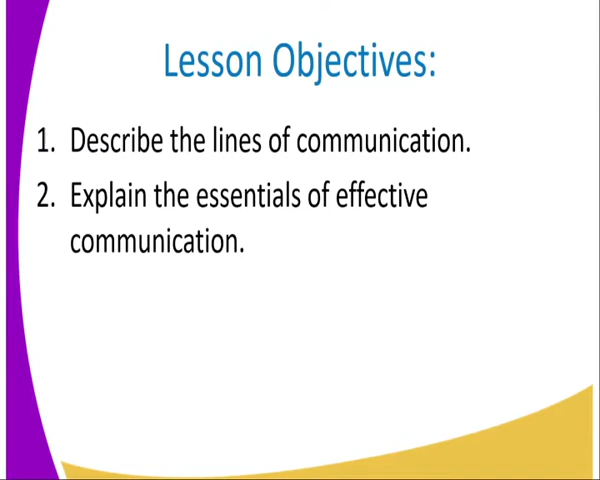 Lesson Objectives:
1. Describe the lines of communication.
2. Explain the essentials of effective
communication.